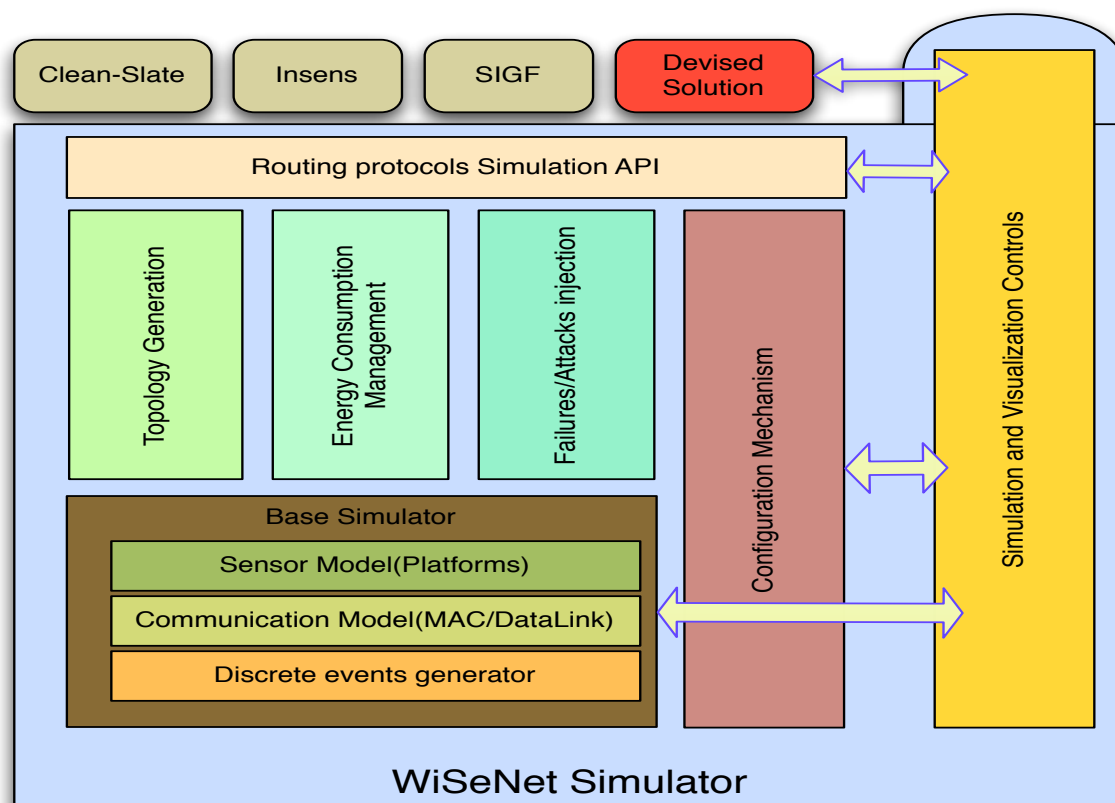 Clean-Slate
Insens
SIGF
Devised
Solution
Routing protocols Simulation API
Topology Generation
Energy Consumption
Management
Failures/Attacks injection
Configuration Mechanism
Simulation and Visualization Controls
Base Simulator
Sensor Model(Platforms)
Communication Model(MAC/DataLink)
Discrete events generator
WiSeNet Simulator